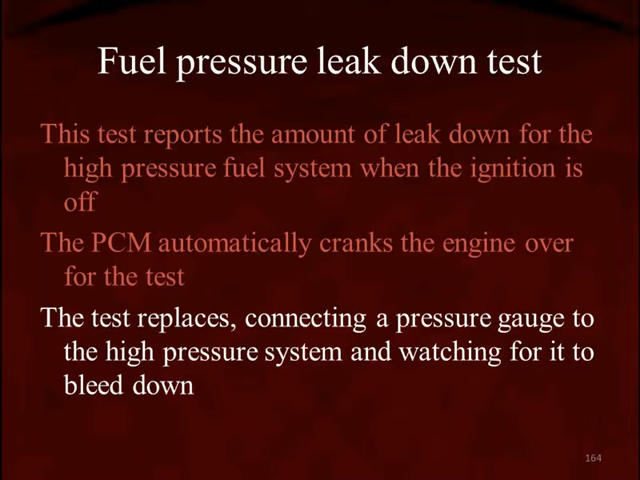 Fuel pressure leak down test
This test reports the amount of leak down for the
high pressure fuel system when the ignition is
off
The PCM automatically cranks the engine over
for the test
The test replaces, connecting a pressure gauge to
the high pressure system and watching for it to
bleed down
164